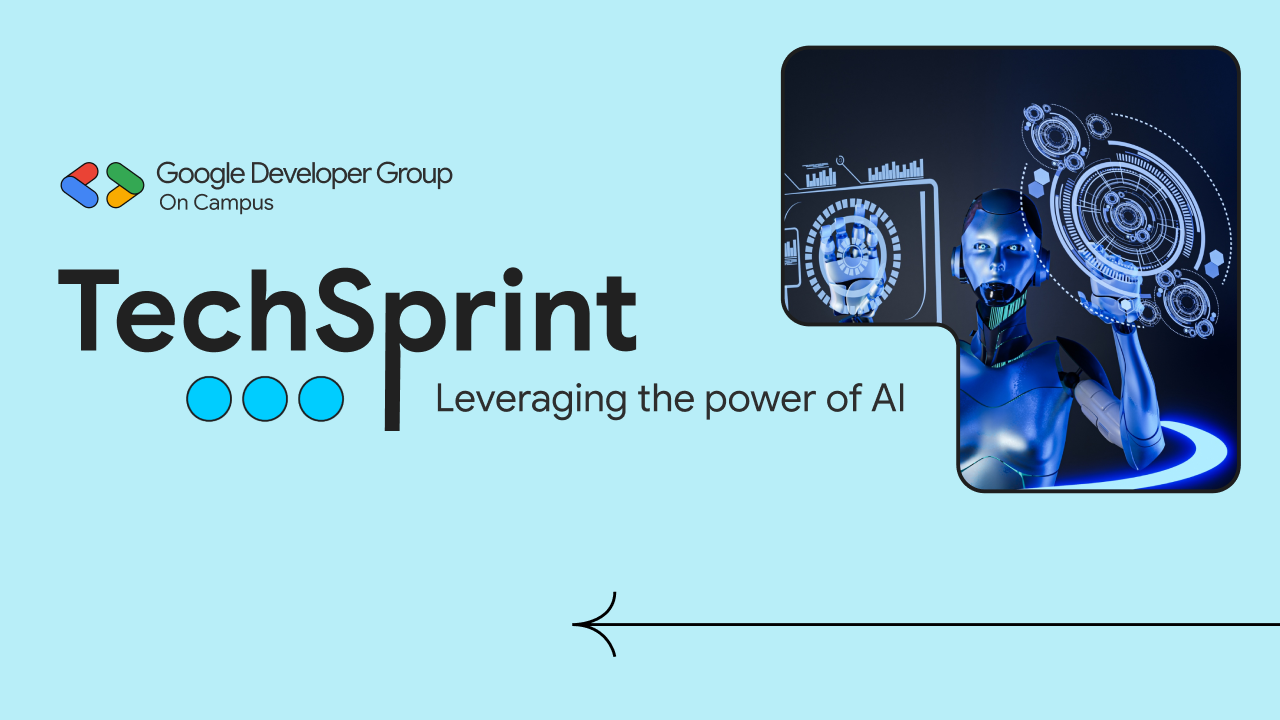 Google Developer Group
On Campus
TechSprint
Leveraging the power of AI